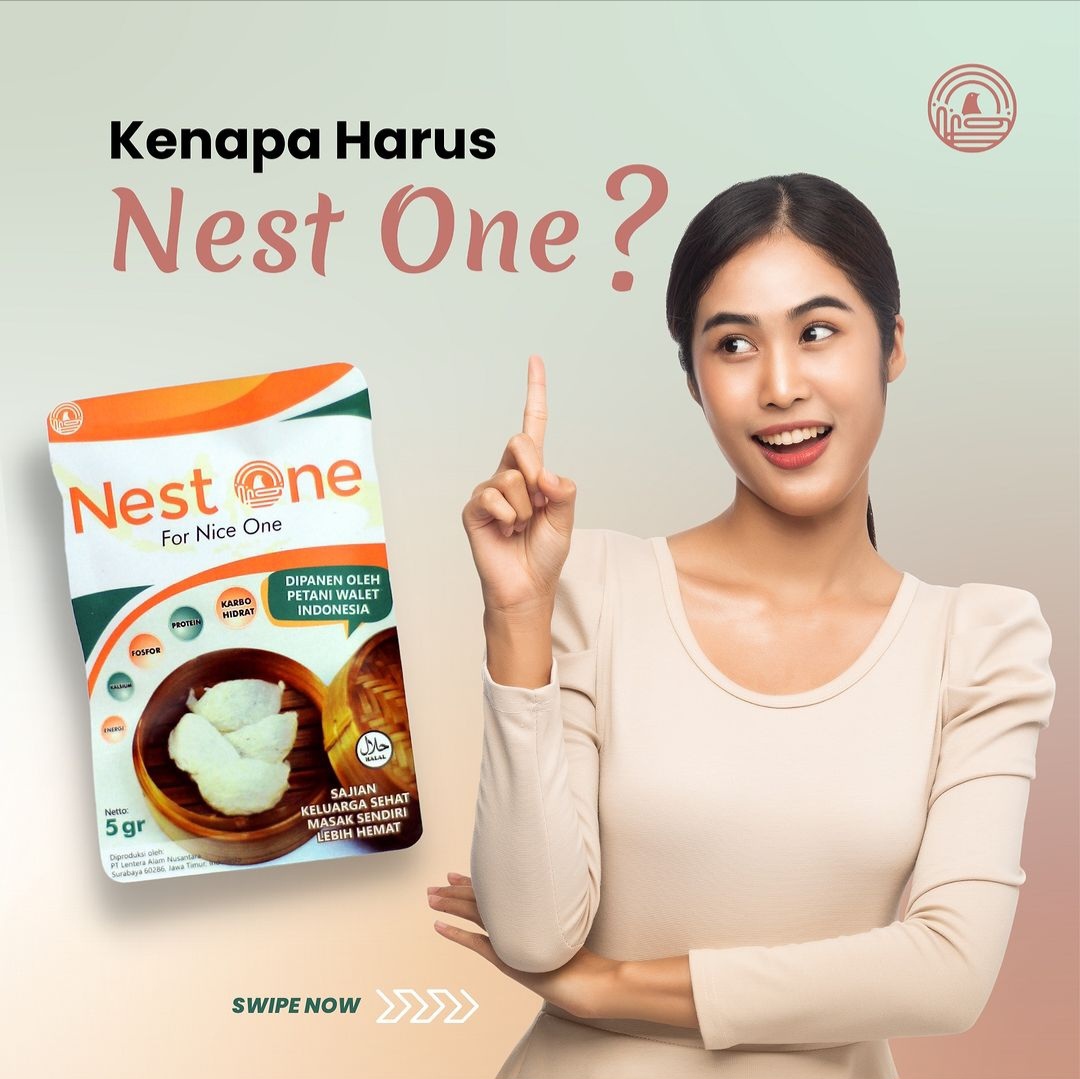 Kenapa Harus
Nest One?
Nest One
For Nice One
DIPANEN OLEH
PETANI WALET
INDONESIA
KARBO
HIDRAT
PROTEIN
FOSFOR
KALSIUM
ENERGI
حلال
HALAL
SAJIAN
KELUARGA SEHAT
MASAK SENDIRI
LEBIH HEMAT
Netto:
5 gr
Diproduksi oleh:
PT Lentera Alam Nusantara
Surabaya 60286, Jawa Timur, Indonesia
SWIPE NOW